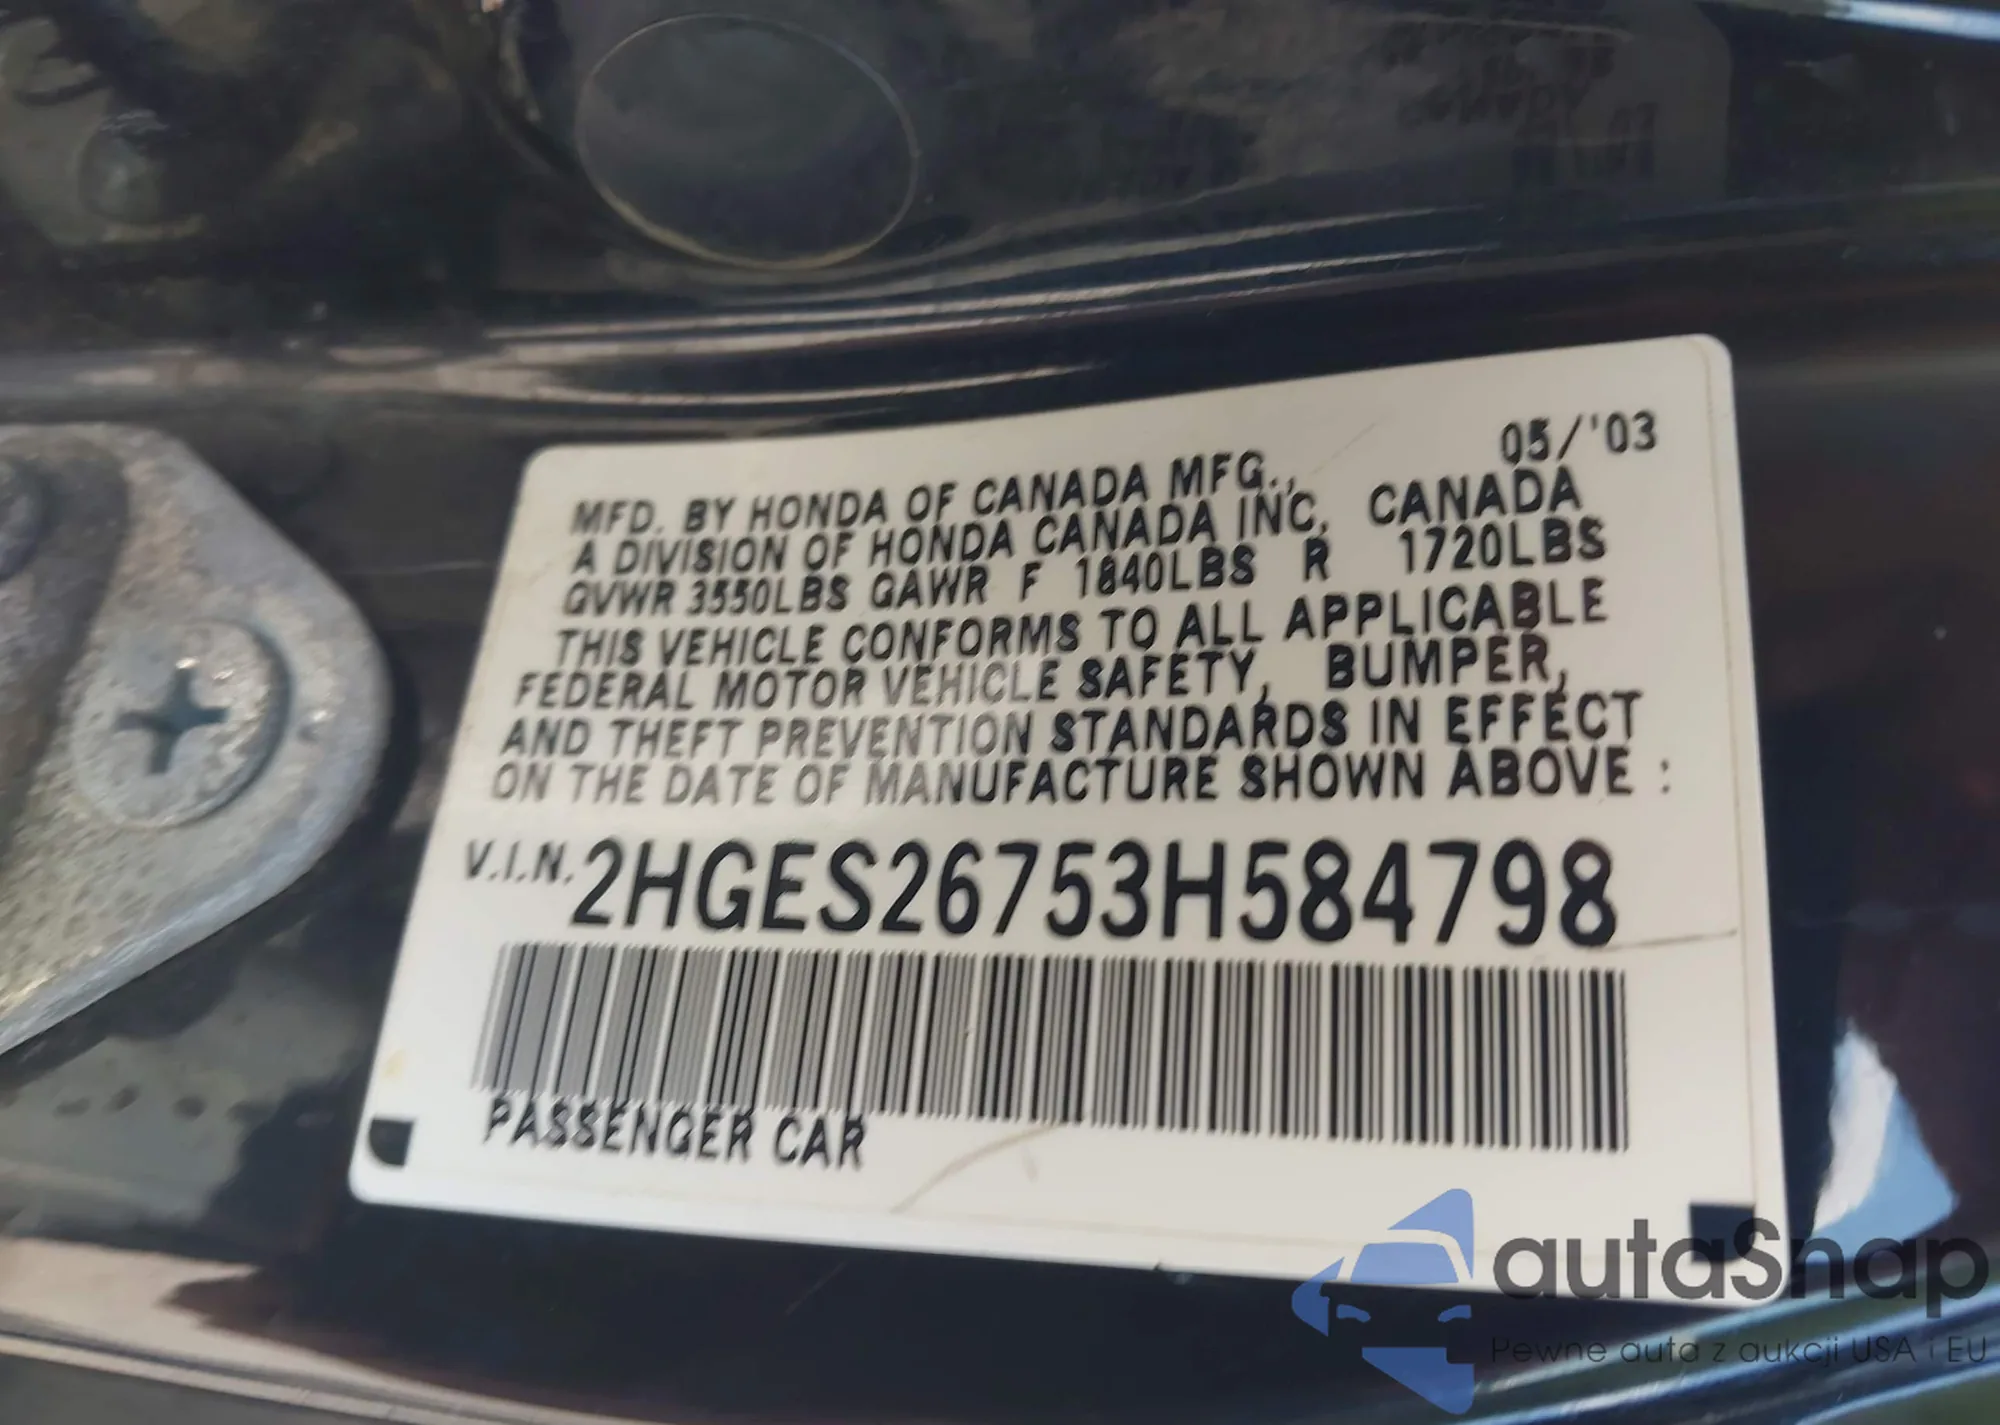 05/'03
MFD. BY HONDA OF CANADA MFG.,
A DIVISION OF HONDA CANADA INC, CANADA
GVWR 3550LBS GAWR F 1840LBS R 1720LBS
THIS VEHICLE CONFORMS TO ALL APPLICABLE
FEDERAL MOTOR VEHICLE SAFETY, BUMPER,
AND THEFT PREVENTION STANDARDS IN EFFECT
ON THE DATE OF MANUFACTURE SHOWN ABOVE :
V.I.N. 2HGES26753H584798
PASSENGER CAR
autaSnap
Pewne auta z aukcji USA i EU